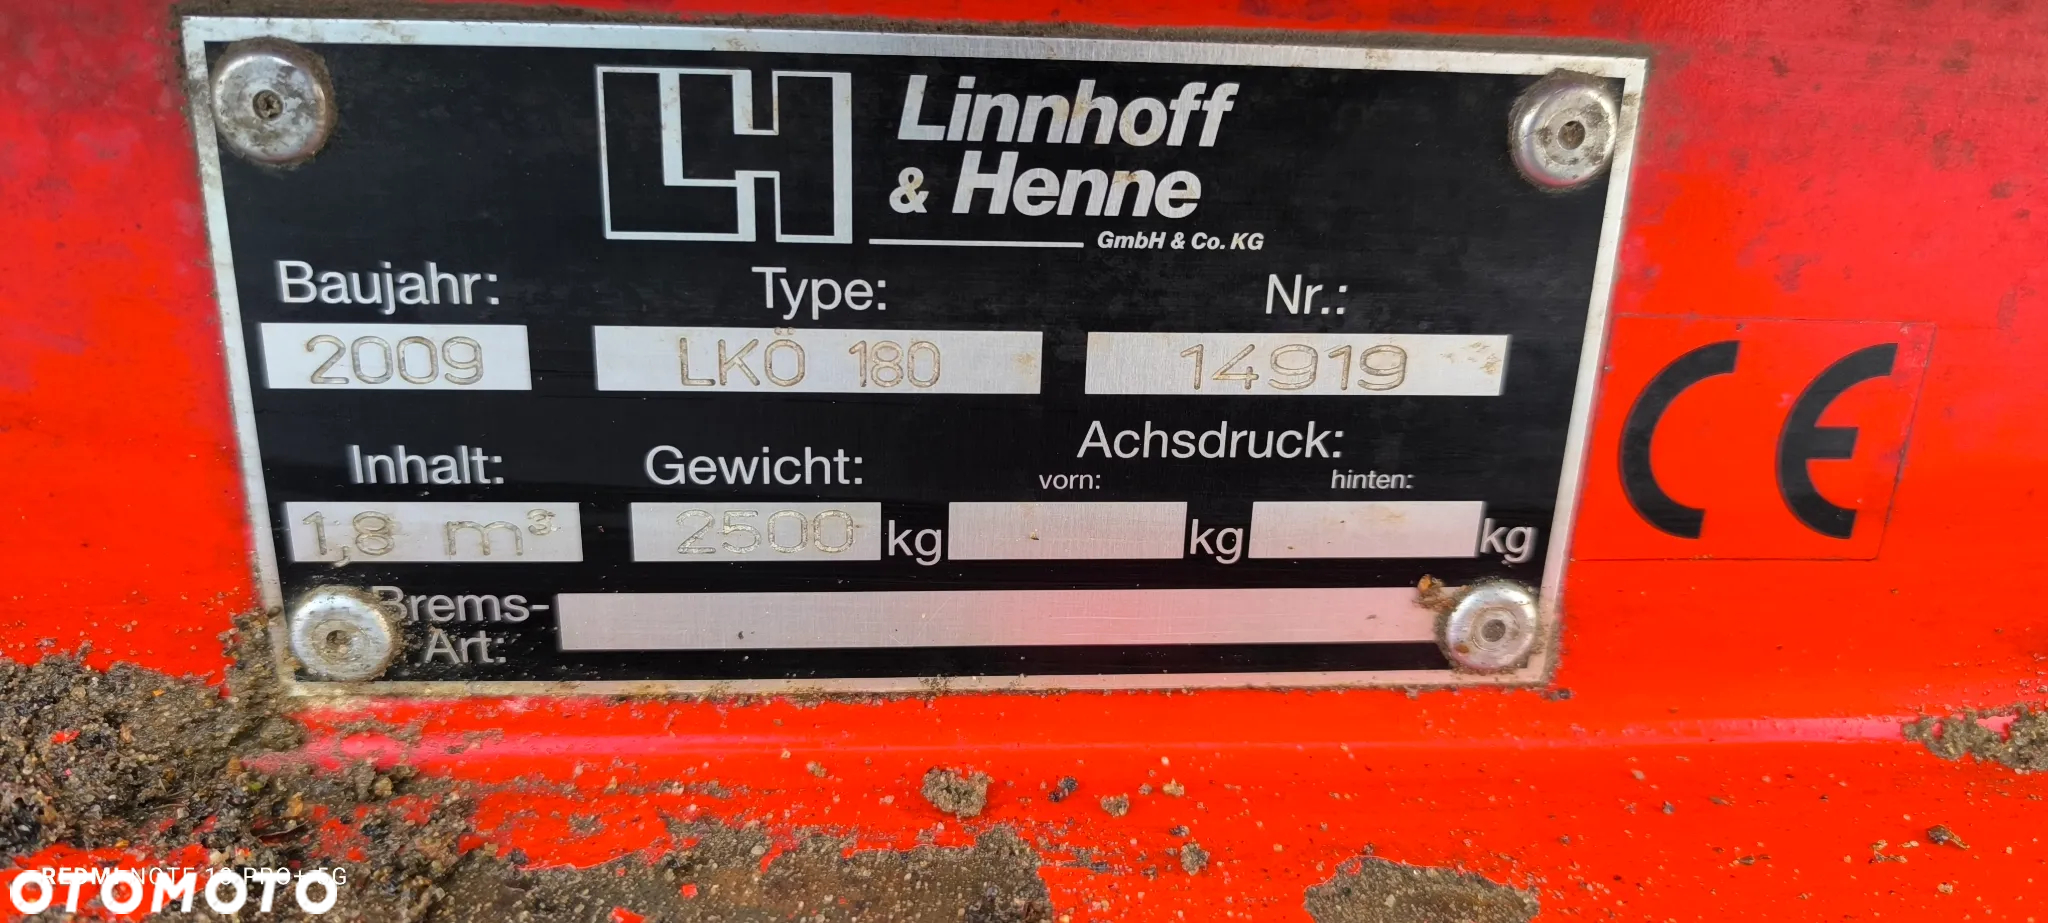 LH
Linnhoff
& Henne
GmbH & Co. KG
Baujahr: Type: Nr.:
2009 LKÖ 180 14919
Inhalt: Gewicht: Achsdruck:
vorn: hinten:
1,8 m³ 2500 kg kg kg
Brems-
Art:
CE
REDMI NOTE 13 PRO+ 5G
OTOMOTO